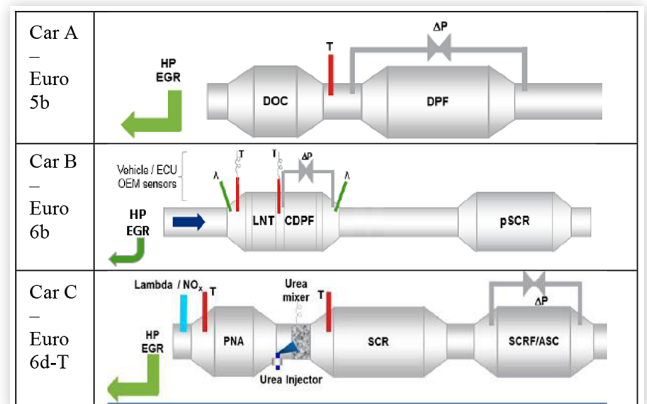 Car A
–
Euro
5b
HP
EGR
DOC
T
ΔP
DPF
Car B
–
Euro
6b
Vehicle / ECU
OEM sensors
HP
EGR
λ
T
T
ΔP
λ
LNT
CDPF
pSCR
Car C
–
Euro
6d-T
Lambda / NOx
T
HP
EGR
PNA
Urea
mixer
Urea Injector
T
SCR
ΔP
SCRF/ASC